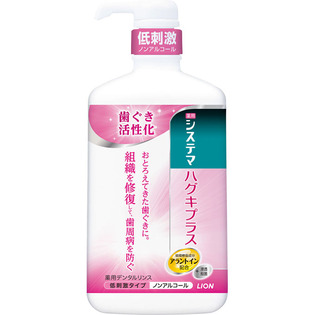 低刺激
ノンアルコール
歯ぐき
活性化
薬用
システマ
ハグキプラス
おとろえてきた歯ぐきに。
組織を修復して、歯周病を防ぐ
アラントイン
配合
薬用デンタルリンス
低刺激タイプ ノンアルコール
LION